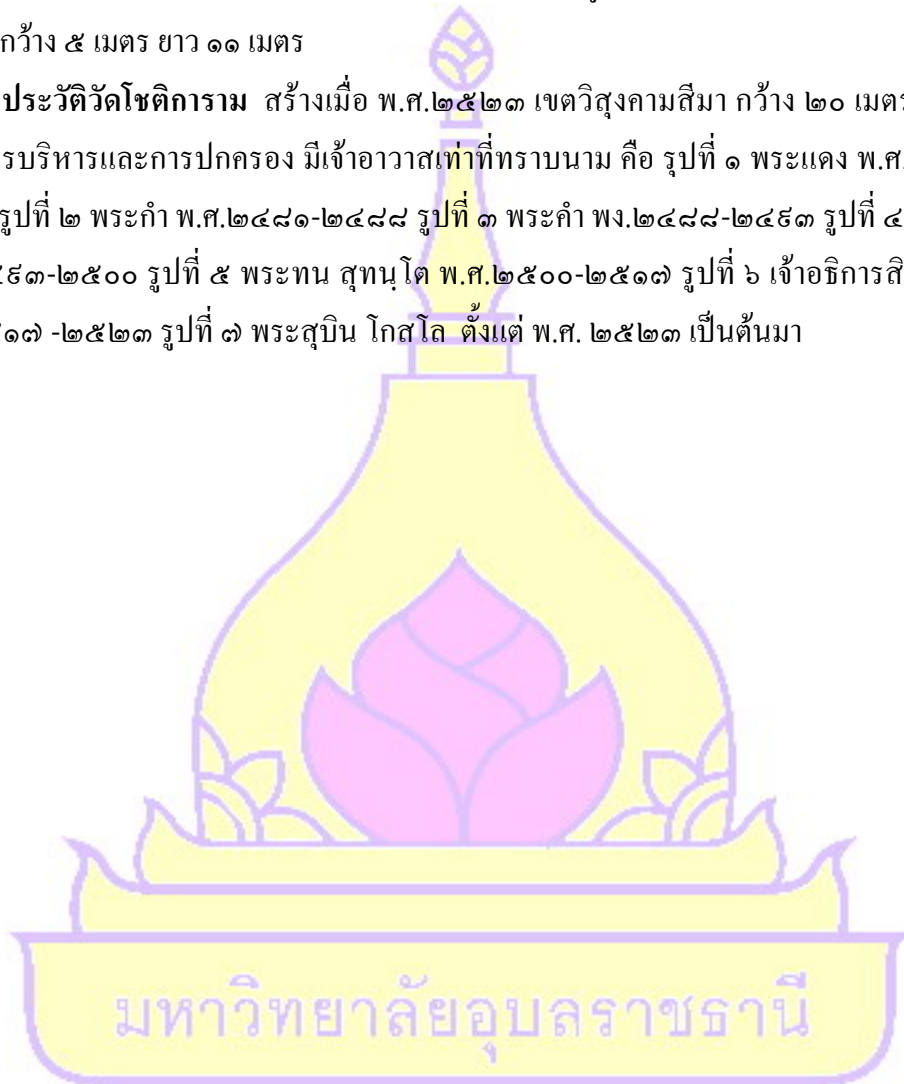 กว้าง ๕ เมตร ยาว ๑๑ เมตร
ประวัติวัดโชติการาม สร้างเมื่อ พ.ศ.๒๕๒๓ เขตวิสุงคามสีมา กว้าง ๒๐ เมตร
รบริหารและการปกครอง มีเจ้าอาวาสเท่าที่ทราบนาม คือ รูปที่ ๑ พระแดง พ.ศ.
รูปที่ ๒ พระกำ พ.ศ.๒๔๘๑-๒๔๘๘ รูปที่ ๓ พระคำ พง.๒๔๘๘-๒๔๙๓ รูปที่ ๔
๔๙๓-๒๕๐๐ รูปที่ ๕ พระทน สุทนฺโต พ.ศ.๒๕๐๐-๒๕๑๗ รูปที่ ๖ เจ้าอธิการสิ
๑๗ -๒๕๒๓ รูปที่ ๗ พระสุบิน โกสโล ตั้งแต่ พ.ศ. ๒๕๒๓ เป็นต้นมา
มหาวิทยาลัยอุบลราชธานี